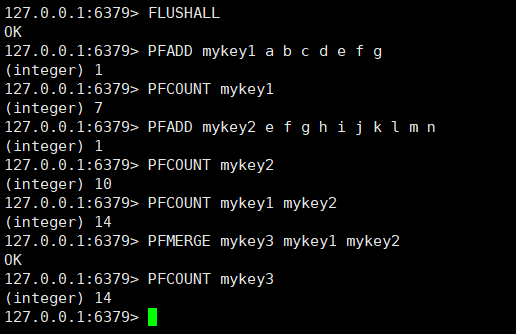 127.0.0.1:6379> FLUSHALL
OK
127.0.0.1:6379> PFADD mykey1 a b c d e f g
(integer) 1
127.0.0.1:6379> PFCOUNT mykey1
(integer) 7
127.0.0.1:6379> PFADD mykey2 e f g h i j k l m n
(integer) 1
127.0.0.1:6379> PFCOUNT mykey2
(integer) 10
127.0.0.1:6379> PFCOUNT mykey1 mykey2
(integer) 14
127.0.0.1:6379> PFMERGE mykey3 mykey1 mykey2
OK
127.0.0.1:6379> PFCOUNT mykey3
(integer) 14
127.0.0.1:6379>